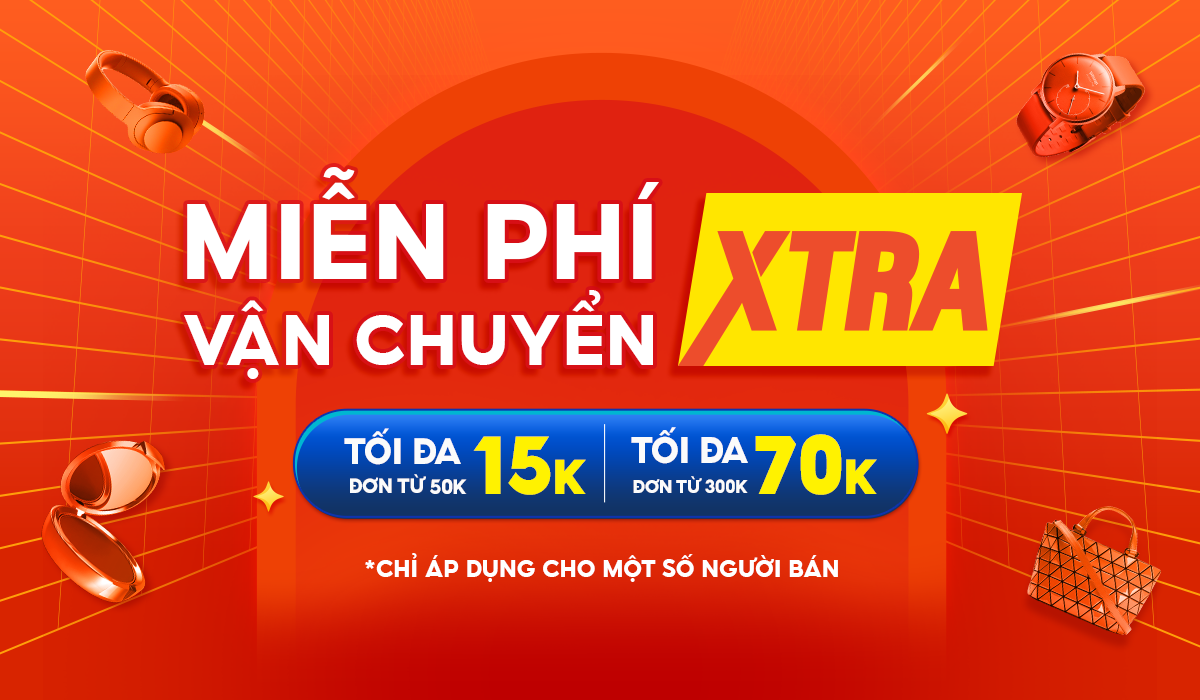 MIỄN PHÍ
VẬN CHUYỂN
XTRA
TỐI ĐA 15K
ĐƠN TỪ 50K
TỐI ĐA 70K
ĐƠN TỪ 300K
*CHỈ ÁP DỤNG CHO MỘT SỐ NGƯỜI BÁN